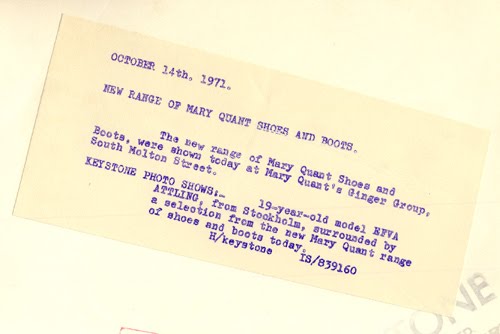 OCTOBER 14th. 1971.
NEW RANGE OF MARY QUANT SHOES AND BOOTS.
The new range of Mary Quant Shoes and
Boots, were shown today at Mary Quant's Ginger Group,
South Molton Street.
KEYSTONE PHOTO SHOWS:- 19-year-old model EFVA
ATTLING, from Stockholm, surrounded by
a selection from the new Mary Quant range
of shoes and boots today.
H/keystone IS/839160